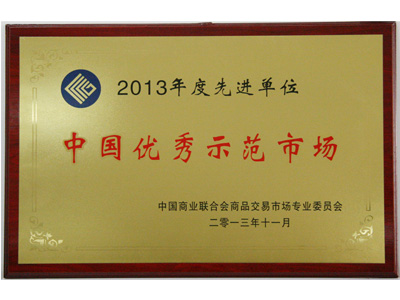 2013年度先进单位
中国优秀示范市场
中国商业联合会商品交易市场专业委员会
二零一三年十一月